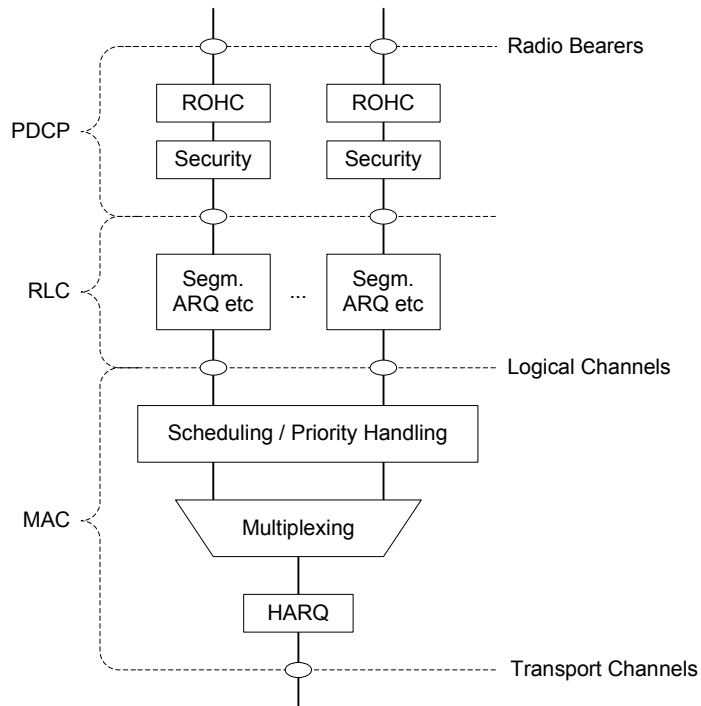 Radio Bearers
ROHC
ROHC
PDCP
Security
Security
RLC
Segm.
ARQ etc
...
Segm.
ARQ etc
Logical Channels
Scheduling / Priority Handling
MAC
Multiplexing
HARQ
Transport Channels